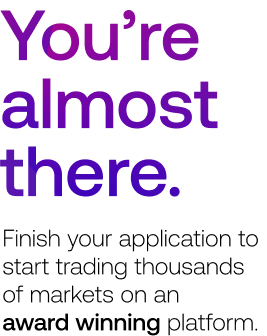 You’re
almost
there.
Finish your application to
start trading thousands
of markets on an
award winning platform.